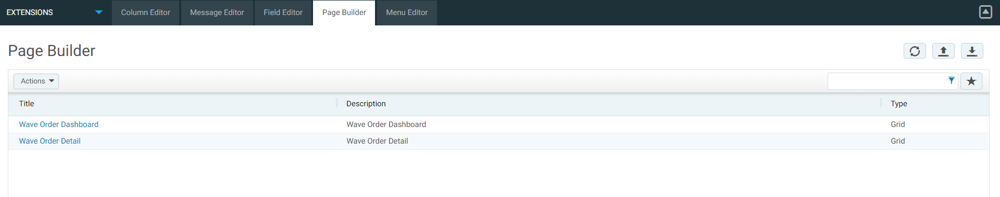 EXTENSIONS
Column Editor
Message Editor
Field Editor
Page Builder
Menu Editor
Page Builder
Actions
Title Description Type
Wave Order Dashboard Wave Order Dashboard Grid
Wave Order Detail Wave Order Detail Grid